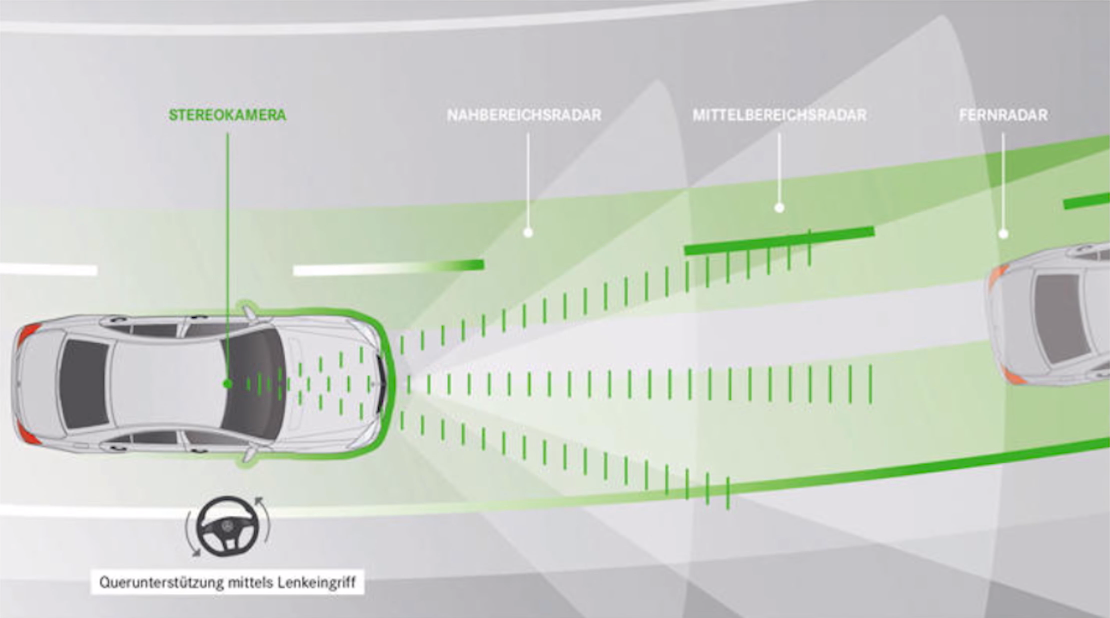 STEREOKAMERA
NAHBEREICHSRADAR
MITTELBEREICHSRADAR
FERNRADAR
Querunterstützung mittels Lenkeingriff